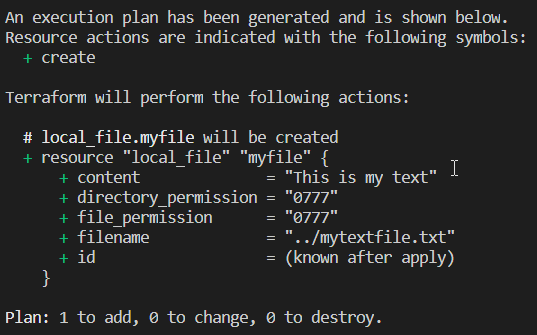 An execution plan has been generated and is shown below.
Resource actions are indicated with the following symbols:
  + create

Terraform will perform the following actions:

  # local_file.myfile will be created
  + resource "local_file" "myfile" {
      + content              = "This is my text"
      + directory_permission = "0777"
      + file_permission      = "0777"
      + filename             = "../mytextfile.txt"
      + id                   = (known after apply)
    }

Plan: 1 to add, 0 to change, 0 to destroy.